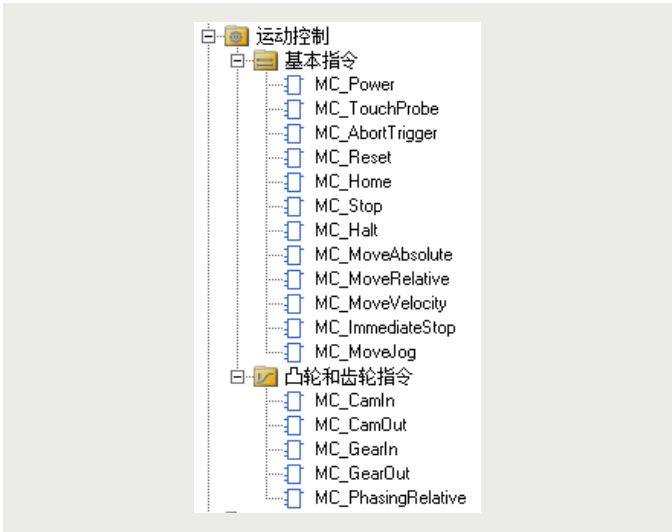 运动控制
基本指令
MC_Power
MC_TouchProbe
MC_AbortTrigger
MC_Reset
MC_Home
MC_Stop
MC_Halt
MC_MoveAbsolute
MC_MoveRelative
MC_MoveVelocity
MC_ImmediateStop
MC_MoveJog
凸轮和齿轮指令
MC_CamIn
MC_CamOut
MC_GearIn
MC_GearOut
MC_PhasingRelative